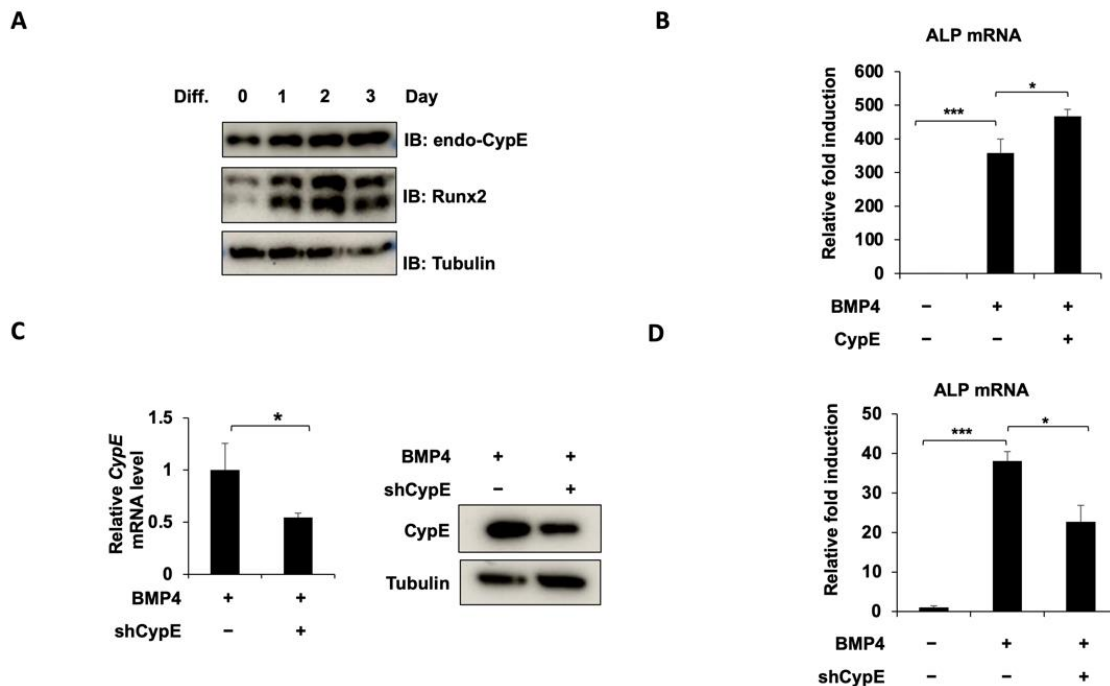 A
Diff. 0 1 2 3 Day
IB: endo-CypE
IB: Runx2
IB: Tubulin
B
ALP mRNA
Relative fold induction
600
500
400
300
200
100
0
***
*
BMP4 – + +
CypE – – +
C
Relative CypE
mRNA level
1.5
1
0.5
0
*
BMP4 + +
shCypE – +
BMP4 + +
shCypE – +
CypE
Tubulin
D
ALP mRNA
Relative fold induction
50
40
30
20
10
0
***
*
BMP4 – + +
shCypE – – +